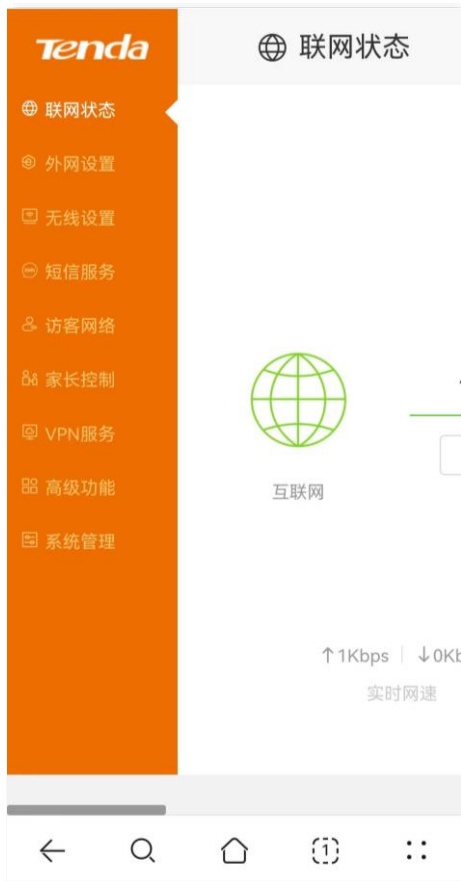 Tenda
联网状态
联网状态
外网设置
无线设置
短信服务
访客网络
家长控制
VPN服务
高级功能
系统管理
互联网
↑1Kbps ↓0Kb
实时网速
1